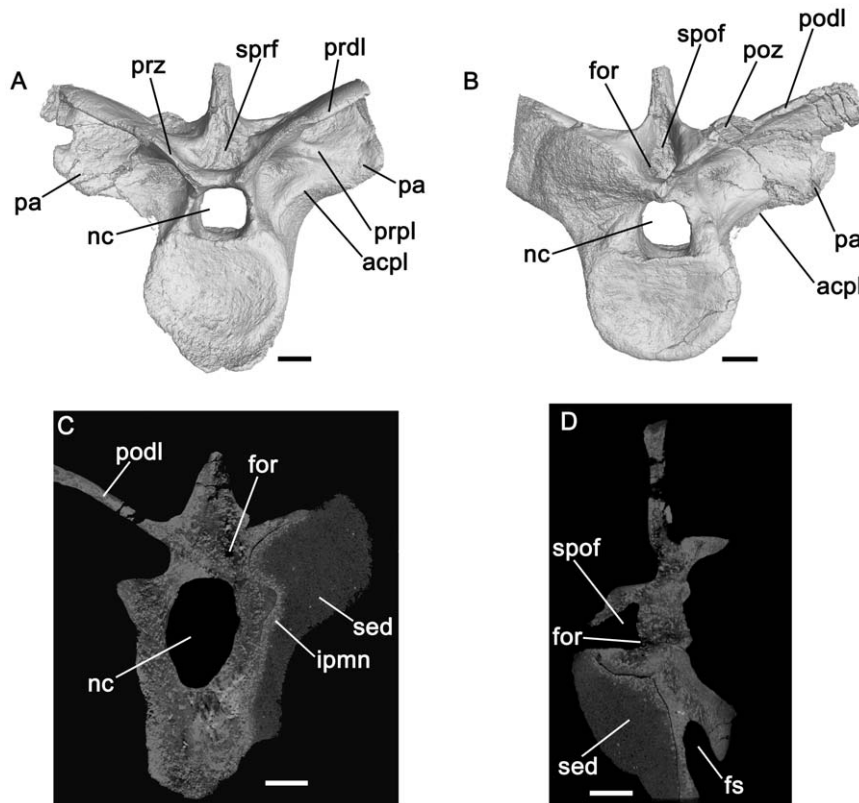 A
prz
sprf
prdl
pa
nc
pa
prpl
acpl
B
for
spof
poz
podl
nc
pa
acpl
C
podl
for
sed
ipmn
nc
D
spof
for
sed
fs